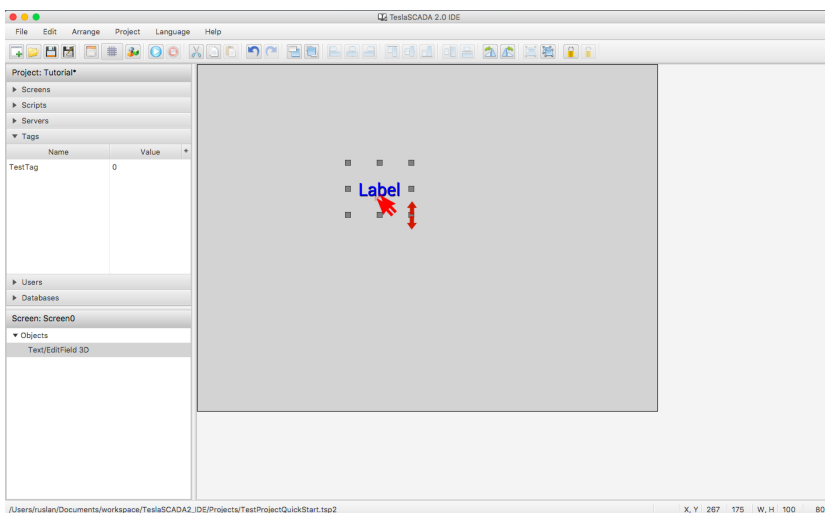 TeslaSCADA 2.0 IDE
File Edit Arrange Project Language Help
Project: Tutorial*
Screens
Scripts
Servers
Tags
Name Value +
TestTag 0
Users
Databases
Screen: Screen0
Objects
Text/EditField 3D
Label
/Users/ruslan/Documents/workspace/TeslaSCADA2_IDE/Projects/TestProjectQuickStart.tsp2 X, Y 267 175 W, H 100 80